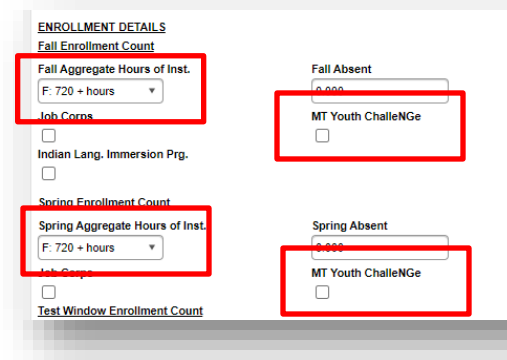 ENROLLMENT DETAILS
Fall Enrollment Count
Fall Aggregate Hours of Inst. Fall Absent
F: 720 + hours 0.000
Job Corps MT Youth ChalleNGe
Indian Lang. Immersion Prg.
Spring Enrollment Count
Spring Aggregate Hours of Inst. Spring Absent
F: 720 + hours 0.000
Job Corps MT Youth ChalleNGe
Test Window Enrollment Count